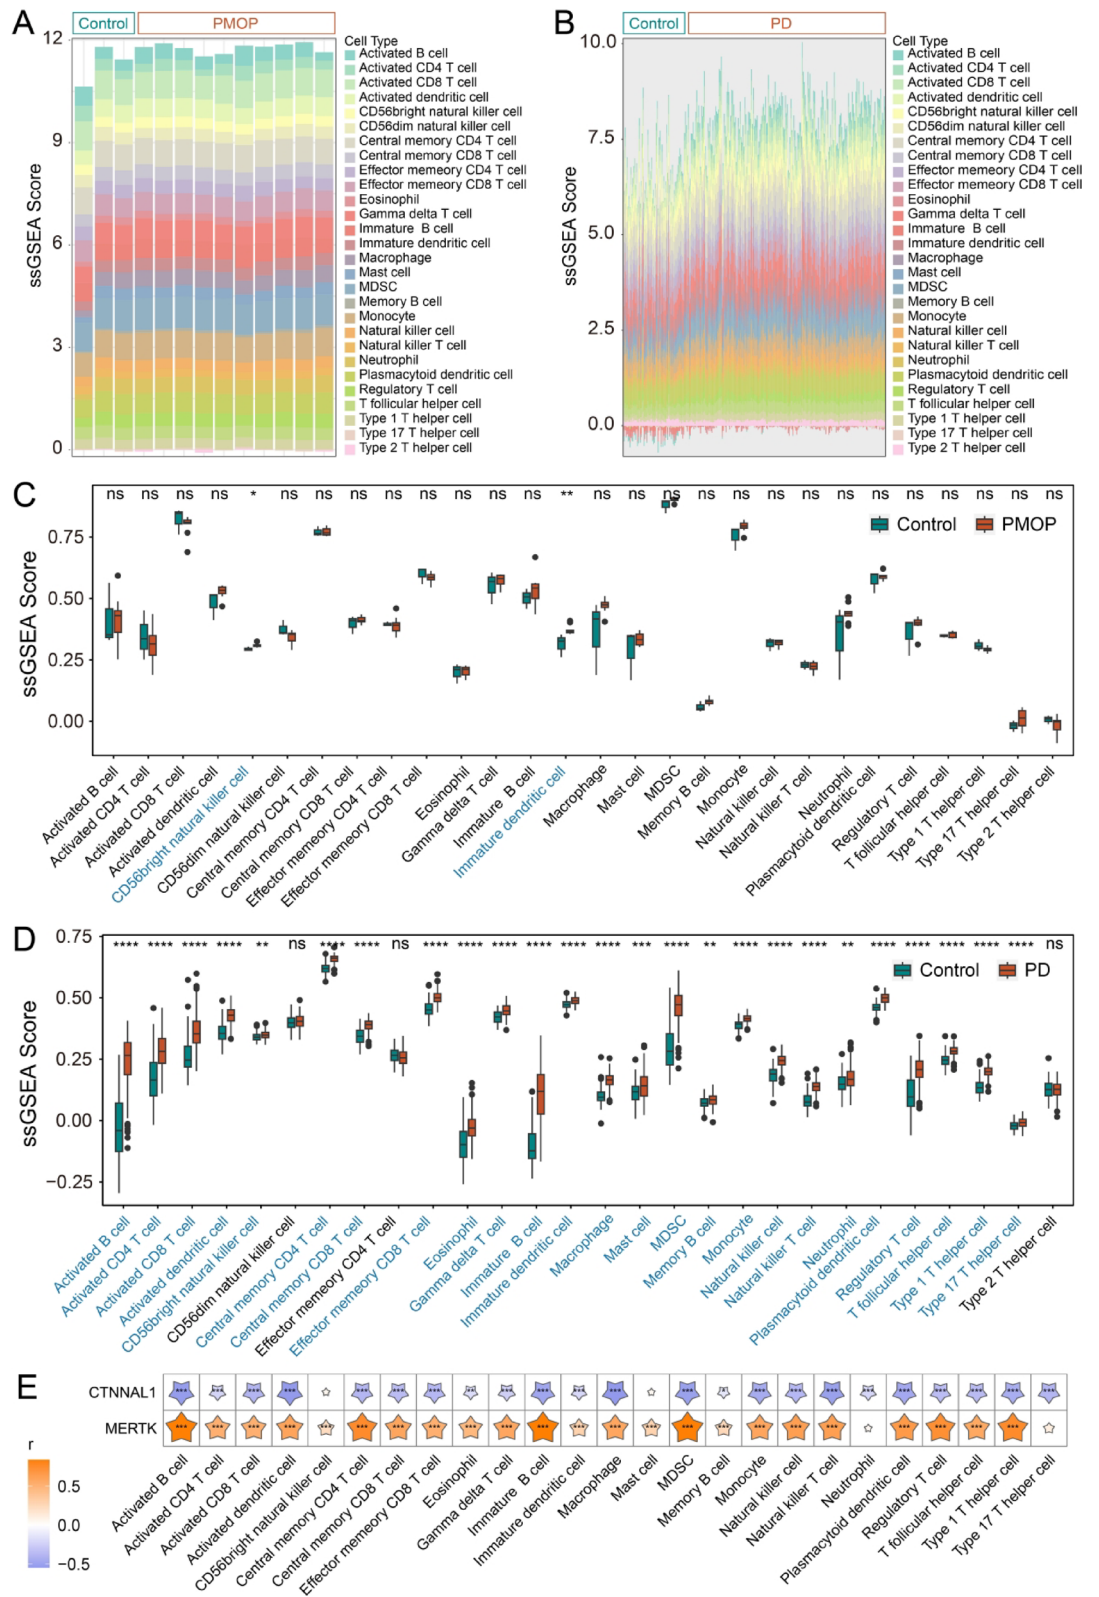 A
Control
PMOP
12
9
6
3
0
ssGSEA Score
Cell Type
Activated B cell
Activated CD4 T cell
Activated CD8 T cell
Activated dendritic cell
CD56bright natural killer cell
CD56dim natural killer cell
Central memory CD4 T cell
Central memory CD8 T cell
Effector memeory CD4 T cell
Effector memeory CD8 T cell
Eosinophil
Gamma delta T cell
Immature B cell
Immature dendritic cell
Macrophage
Mast cell
MDSC
Memory B cell
Monocyte
Natural killer cell
Natural killer T cell
Neutrophil
Plasmacytoid dendritic cell
Regulatory T cell
T follicular helper cell
Type 1 T helper cell
Type 17 T helper cell
Type 2 T helper cell
B
Control
PD
10.0
7.5
5.0
2.5
0.0
ssGSEA Score
Cell Type
Activated B cell
Activated CD4 T cell
Activated CD8 T cell
Activated dendritic cell
CD56bright natural killer cell
CD56dim natural killer cell
Central memory CD4 T cell
Central memory CD8 T cell
Effector memeory CD4 T cell
Effector memeory CD8 T cell
Eosinophil
Gamma delta T cell
Immature B cell
Immature dendritic cell
Macrophage
Mast cell
MDSC
Memory B cell
Monocyte
Natural killer cell
Natural killer T cell
Neutrophil
Plasmacytoid dendritic cell
Regulatory T cell
T follicular helper cell
Type 1 T helper cell
Type 17 T helper cell
Type 2 T helper cell
C
ns ns ns ns * ns ns ns ns ns ns ns ns ** ns ns ns ns ns ns ns ns ns ns ns ns ns ns
Control PMOP
0.75
0.50
0.25
0.00
ssGSEA Score
Activated B cell
Activated CD4 T cell
Activated CD8 T cell
Activated dendritic cell
CD56bright natural killer cell
CD56dim natural killer cell
Central memory CD4 T cell
Central memory CD8 T cell
Effector memeory CD4 T cell
Effector memeory CD8 T cell
Eosinophil
Gamma delta T cell
Immature B cell
Immature dendritic cell
Macrophage
Mast cell
MDSC
Memory B cell
Monocyte
Natural killer cell
Natural killer T cell
Neutrophil
Plasmacytoid dendritic cell
Regulatory T cell
T follicular helper cell
Type 1 T helper cell
Type 17 T helper cell
Type 2 T helper cell
D
**** **** **** **** ** ns **** **** ns **** **** **** **** **** **** *** **** ** **** **** **** ** **** **** **** **** **** ns
Control PD
0.75
0.50
0.25
0.00
−0.25
ssGSEA Score
Activated B cell
Activated CD4 T cell
Activated CD8 T cell
Activated dendritic cell
CD56bright natural killer cell
CD56dim natural killer cell
Central memory CD4 T cell
Central memory CD8 T cell
Effector memeory CD4 T cell
Effector memeory CD8 T cell
Eosinophil
Gamma delta T cell
Immature B cell
Immature dendritic cell
Macrophage
Mast cell
MDSC
Memory B cell
Monocyte
Natural killer cell
Natural killer T cell
Neutrophil
Plasmacytoid dendritic cell
Regulatory T cell
T follicular helper cell
Type 1 T helper cell
Type 17 T helper cell
Type 2 T helper cell
E
CTNNAL1
MERTK
r
0.5
0.0
−0.5
Activated B cell
Activated CD4 T cell
Activated CD8 T cell
Activated dendritic cell
CD56bright natural killer cell
Central memory CD4 T cell
Central memory CD8 T cell
Effector memeory CD8 T cell
Eosinophil
Gamma delta T cell
Immature B cell
Immature dendritic cell
Macrophage
Mast cell
MDSC
Memory B cell
Monocyte
Natural killer cell
Natural killer T cell
Neutrophil
Plasmacytoid dendritic cell
Regulatory T cell
T follicular helper cell
Type 1 T helper cell
Type 17 T helper cell